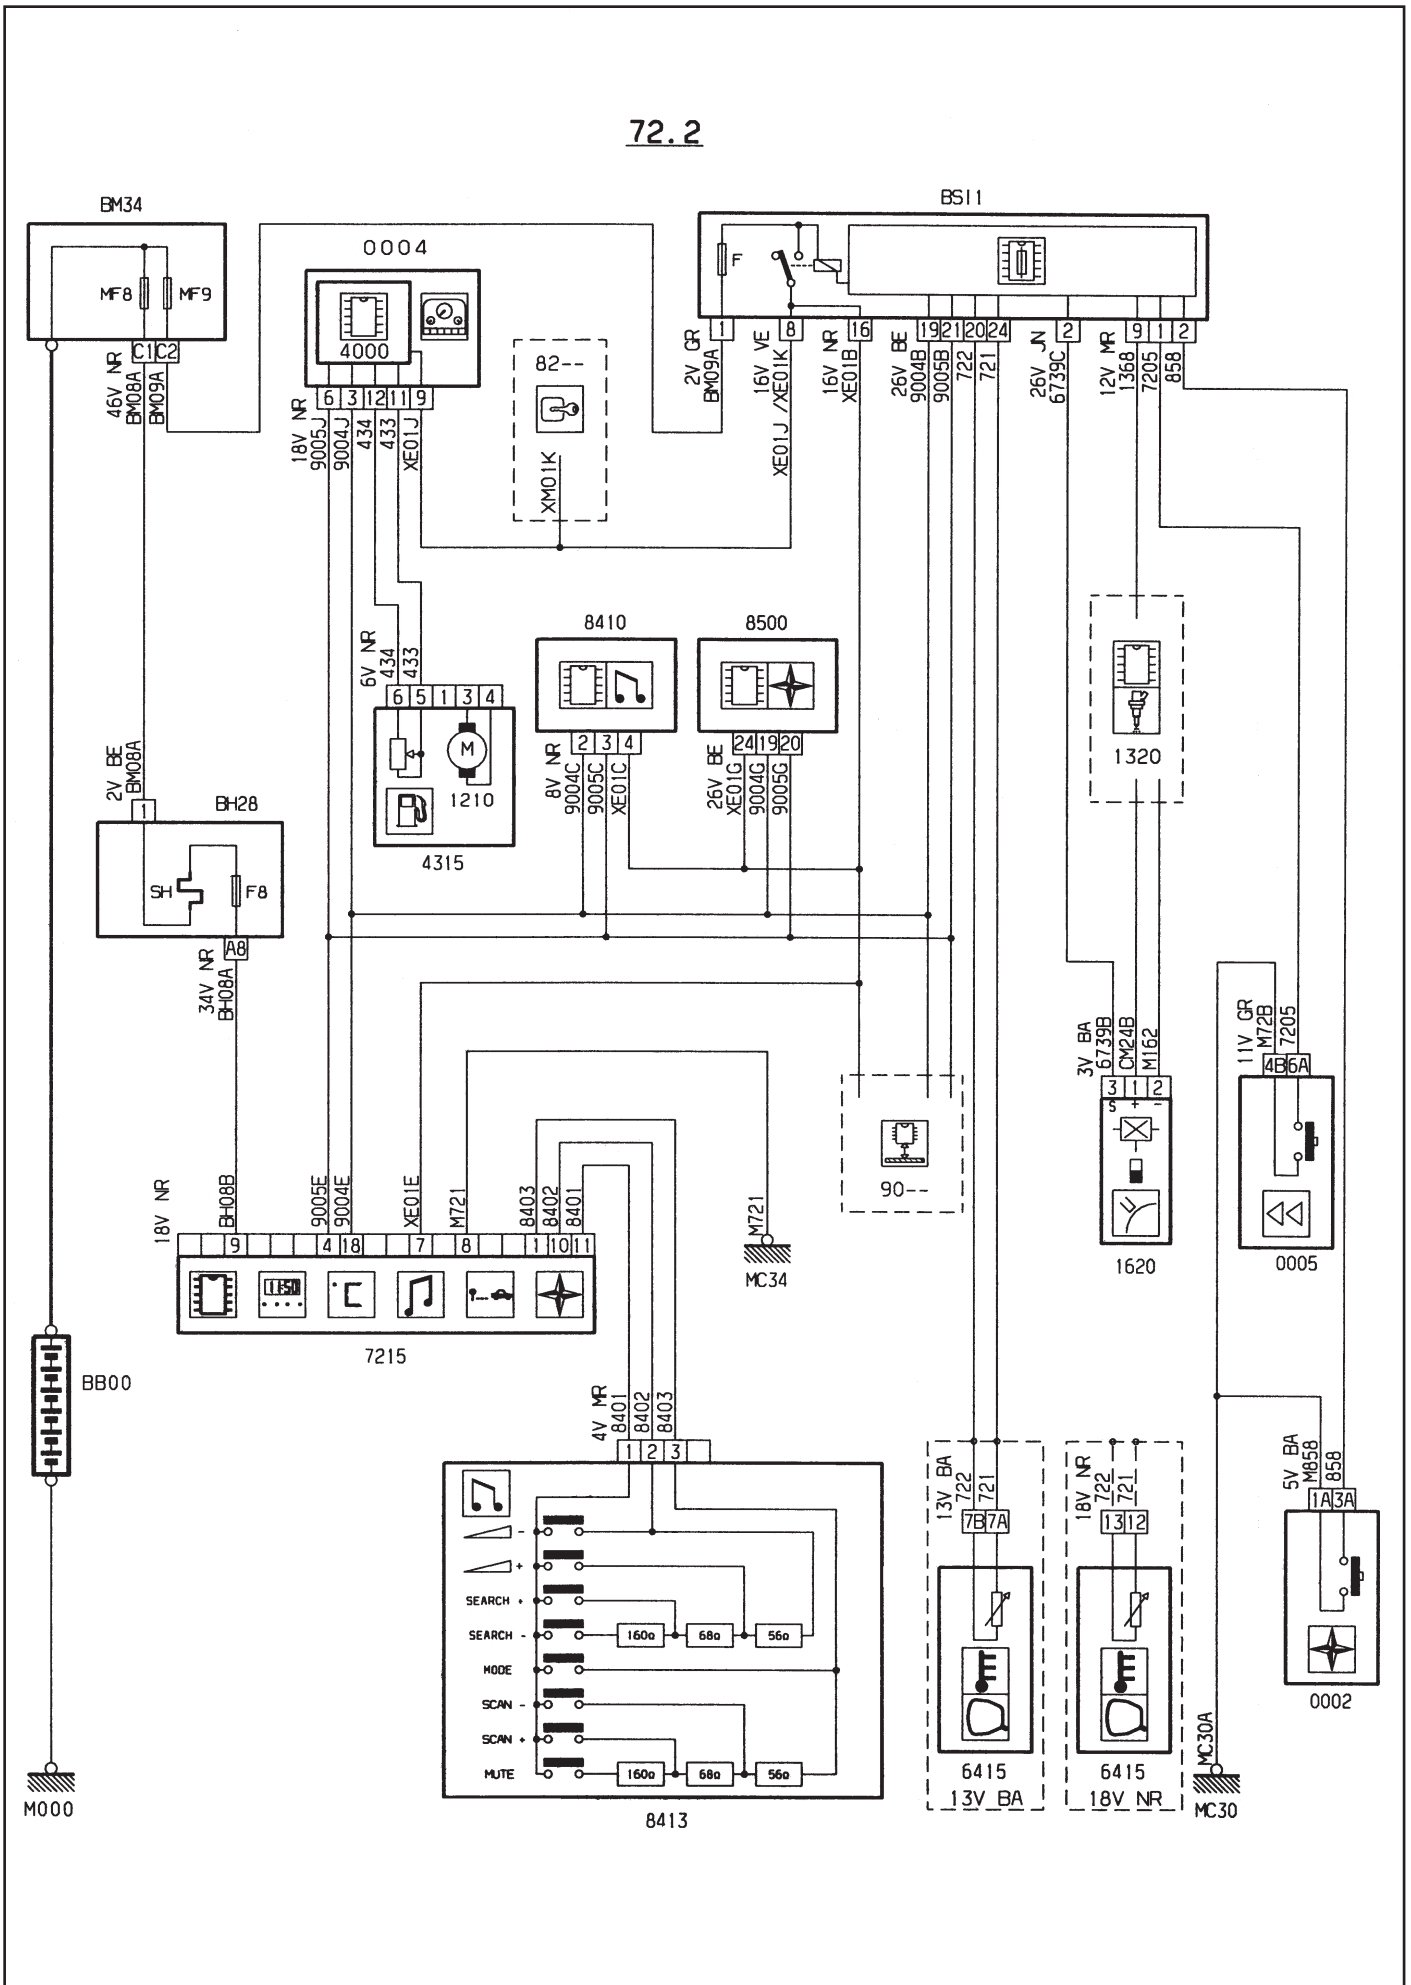 72.2
BM34
BSI1
0004
F
MF8
MF9
4000
C1 C2
1
8
16
19 21 20 24
2
9 1 2
46V NR
BM08A
BM09A
82--
2V GR
BM09A
16V VE
XE01J /XE01K
16V NR
XE01B
26V BE
9004B
9005B
722
721
26V JN
6739C
12V MR
1368
7205
858
6 3 12 11 9
18V NR
9005J
9004J
434
433
XE01J
XM01K
8410
8500
6V NR
434
433
6 5 1 3 4
M
1210
4315
2 3 4
8V NR
9004C
9005C
XE01C
24 19 20
26V BE
XE01G
9004G
9005G
1320
2V BE
BM08A
1
BH28
SH
F8
A8
34V NR
BH08A
3V BA
6739B
CM24B
M162
3 1 2
S + -
1620
11V GR
M72B
7205
4B 6A
0005
90--
18V NR
BH08B
9005E
9004E
XE01E
M721
8403
8402
8401
M721
MC34
9
4 18
7
8
1 10 11
11:50
°C
7215
BB00
4V MR
8401
8402
8403
1 2 3
13V BA
722
721
7B 7A
18V NR
722
721
13 12
5V BA
M858
858
1A 3A
-
+
SEARCH +
SEARCH -
160Ω
68Ω
56Ω
MODE
SCAN -
SCAN +
MUTE
160Ω
68Ω
56Ω
8413
6415
13V BA
6415
18V NR
MC30A
MC30
0002
M000